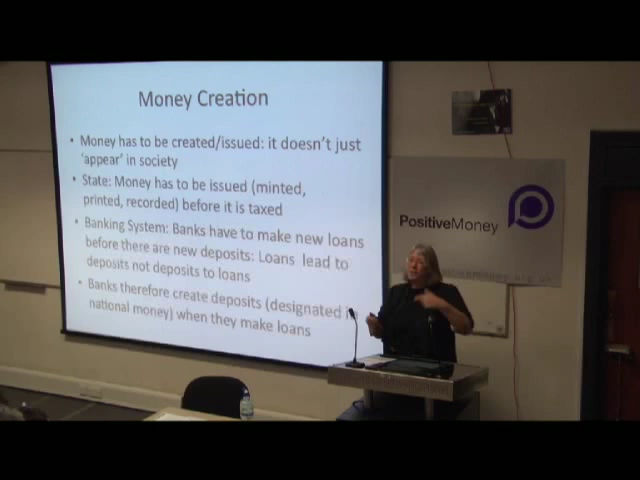 Money Creation
• Money has to be created/issued: it doesn't just
'appear' in society
• State: Money has to be issued (minted,
printed, recorded) before it is taxed
• Banking System: Banks have to make new loans
before there are new deposits: Loans lead to
deposits not deposits to loans
• Banks therefore create deposits (designated
national money) when they make loans
PositiveMoney